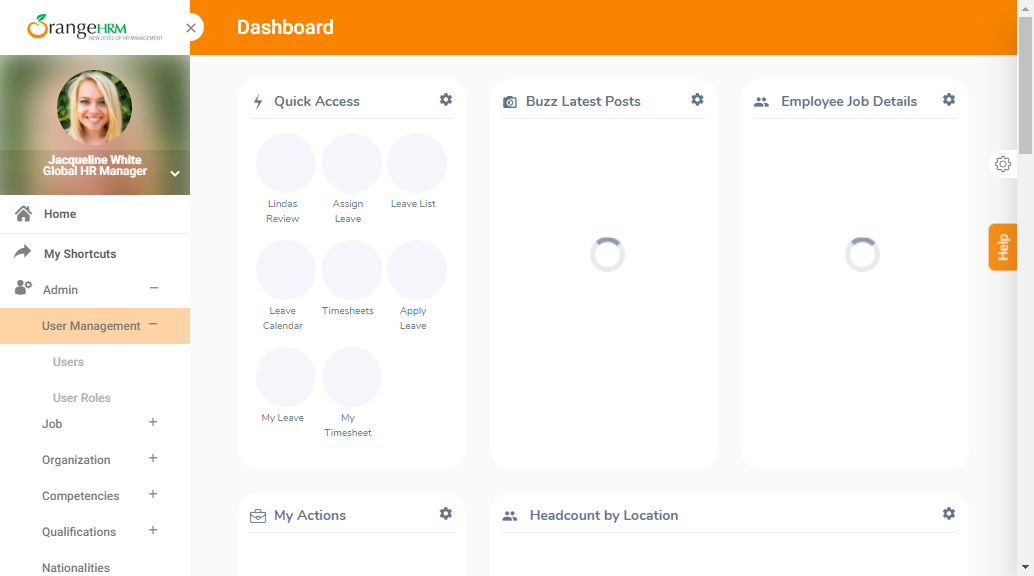 OrangeHRM
NEW LEVEL OF HR MANAGEMENT
Dashboard
Jacqueline White
Global HR Manager
Home
My Shortcuts
Admin
User Management
Users
User Roles
Job
Organization
Competencies
Qualifications
Nationalities
Quick Access
Lindas
Review
Assign
Leave
Leave List
Leave
Calendar
Timesheets
Apply
Leave
My Leave
My
Timesheet
Buzz Latest Posts
Employee Job Details
My Actions
Headcount by Location
Help